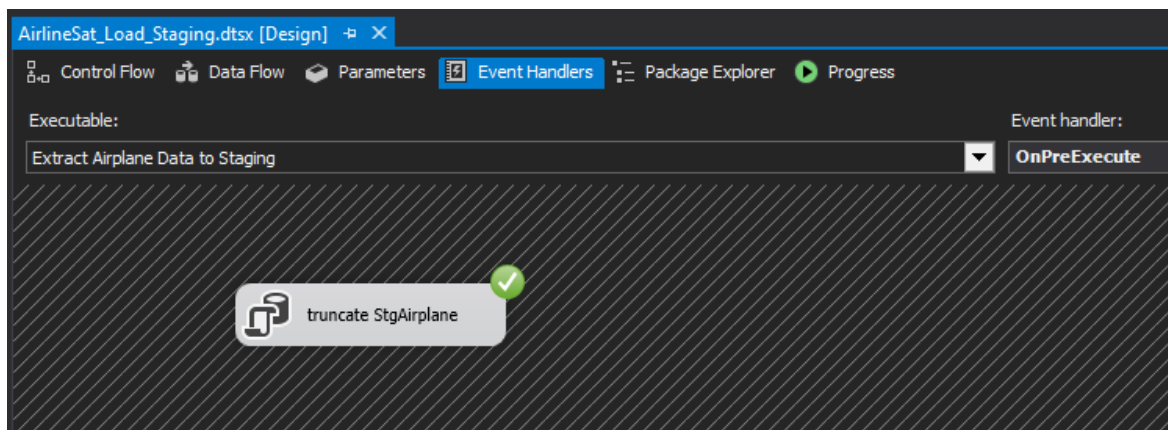 AirlineSat_Load_Staging.dtsx [Design]
Control Flow Data Flow Parameters Event Handlers Package Explorer Progress
Executable: Event handler:
Extract Airplane Data to Staging OnPreExecute
truncate StgAirplane